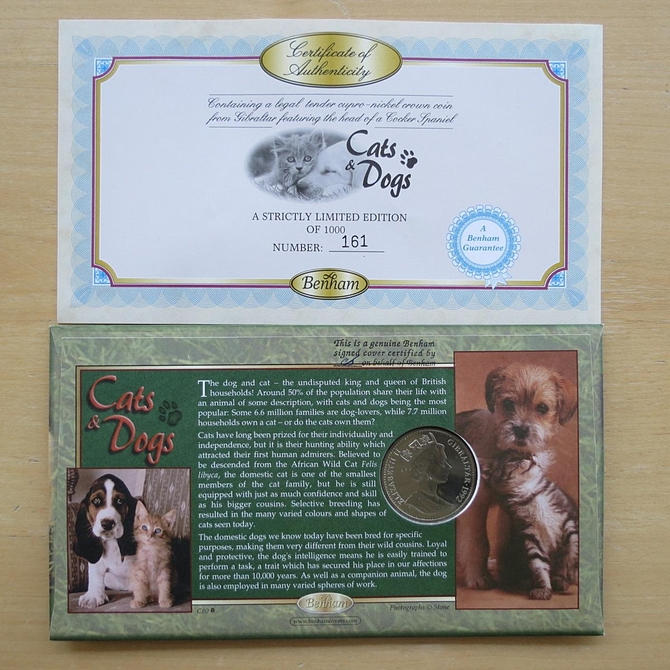 Certificate of
Authenticity
Containing a legal tender cupro-nickel crown coin
from Gibraltar featuring the head of a Cocker Spaniel
Cats
& Dogs
A STRICTLY LIMITED EDITION
OF 1000
NUMBER: 161
A
Benham
Guarantee
Benham
This is a genuine Benham
signed cover certified by
on behalf of Benham
Cats
& Dogs
The dog and cat – the undisputed king and queen of British
households! Around 50% of the population share their life with
an animal of some description, with cats and dogs being the most
popular: Some 6.6 million families are dog-lovers, while 7.7 million
households own a cat – or do the cats own them?
Cats have long been prized for their individuality and
independence, but it is their hunting ability which
attracted their first human admirers. Believed to
be descended from the African Wild Cat Felis
libyca, the domestic cat is one of the smallest
members of the cat family, but he is still
equipped with just as much confidence and skill
as his bigger cousins. Selective breeding has
resulted in the many varied colours and shapes of
cats seen today.
The domestic dogs we know today have been bred for specific
purposes, making them very different from their wild cousins. Loyal
and protective, the dog's intelligence means he is easily trained to
perform a task, a trait which has secured his place in our affections
for more than 10,000 years. As well as a companion animal, the dog
is also employed in many varied spheres of work.
ELIZABETH II GIBRALTAR · 1992
Benham
www.benhamcovers.com
Photographs © Stone